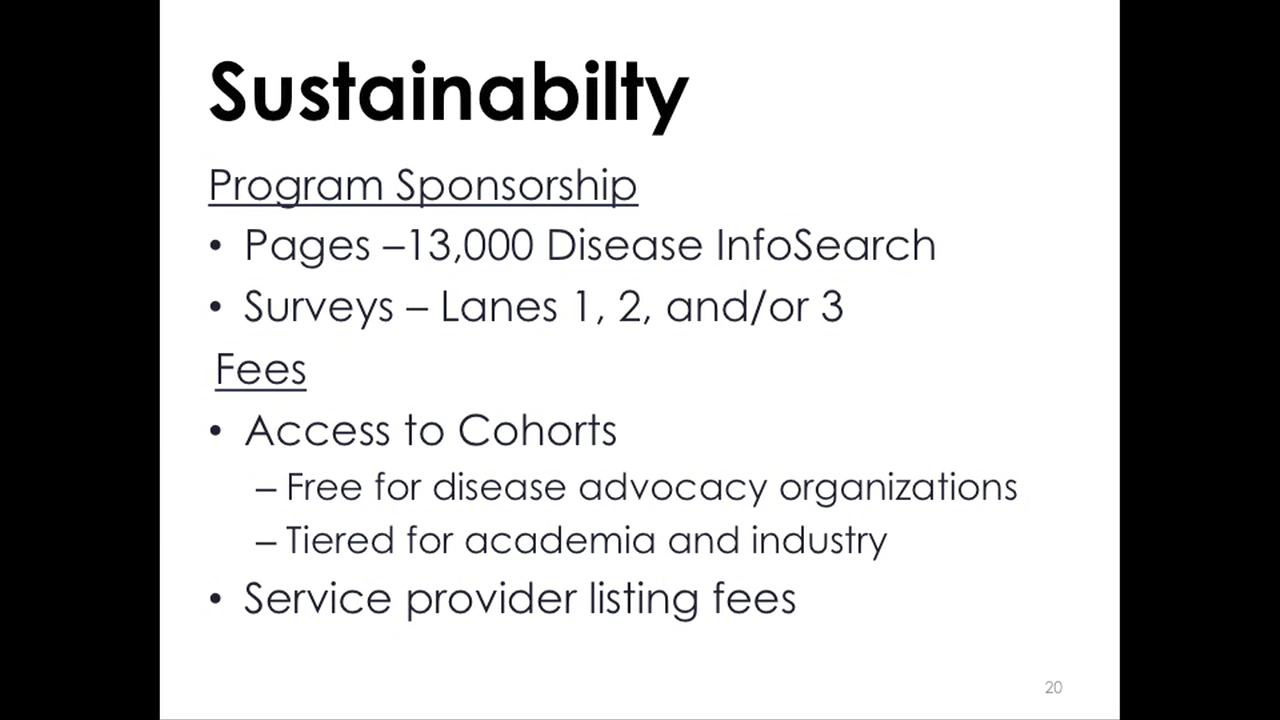 Sustainabilty
Program Sponsorship
• Pages –13,000 Disease InfoSearch
• Surveys – Lanes 1, 2, and/or 3
Fees
• Access to Cohorts
– Free for disease advocacy organizations
– Tiered for academia and industry
• Service provider listing fees
20